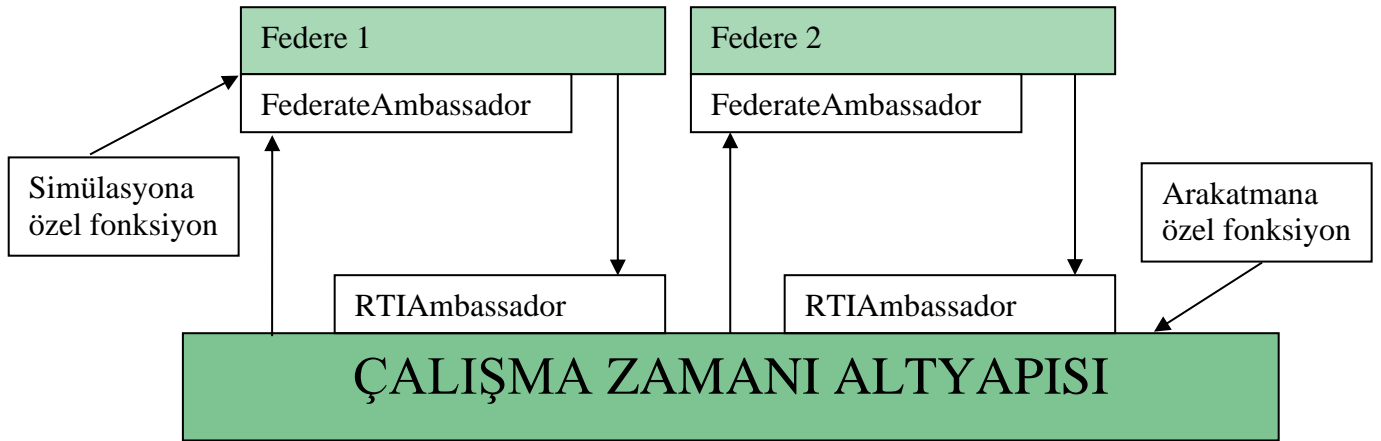 Federe 1
Federe 2
FederateAmbassador
FederateAmbassador
Simülasyona
özel fonksiyon
Arakatmana
özel fonksiyon
RTIAmbassador
RTIAmbassador
ÇALIŞMA ZAMANI ALTYAPISI